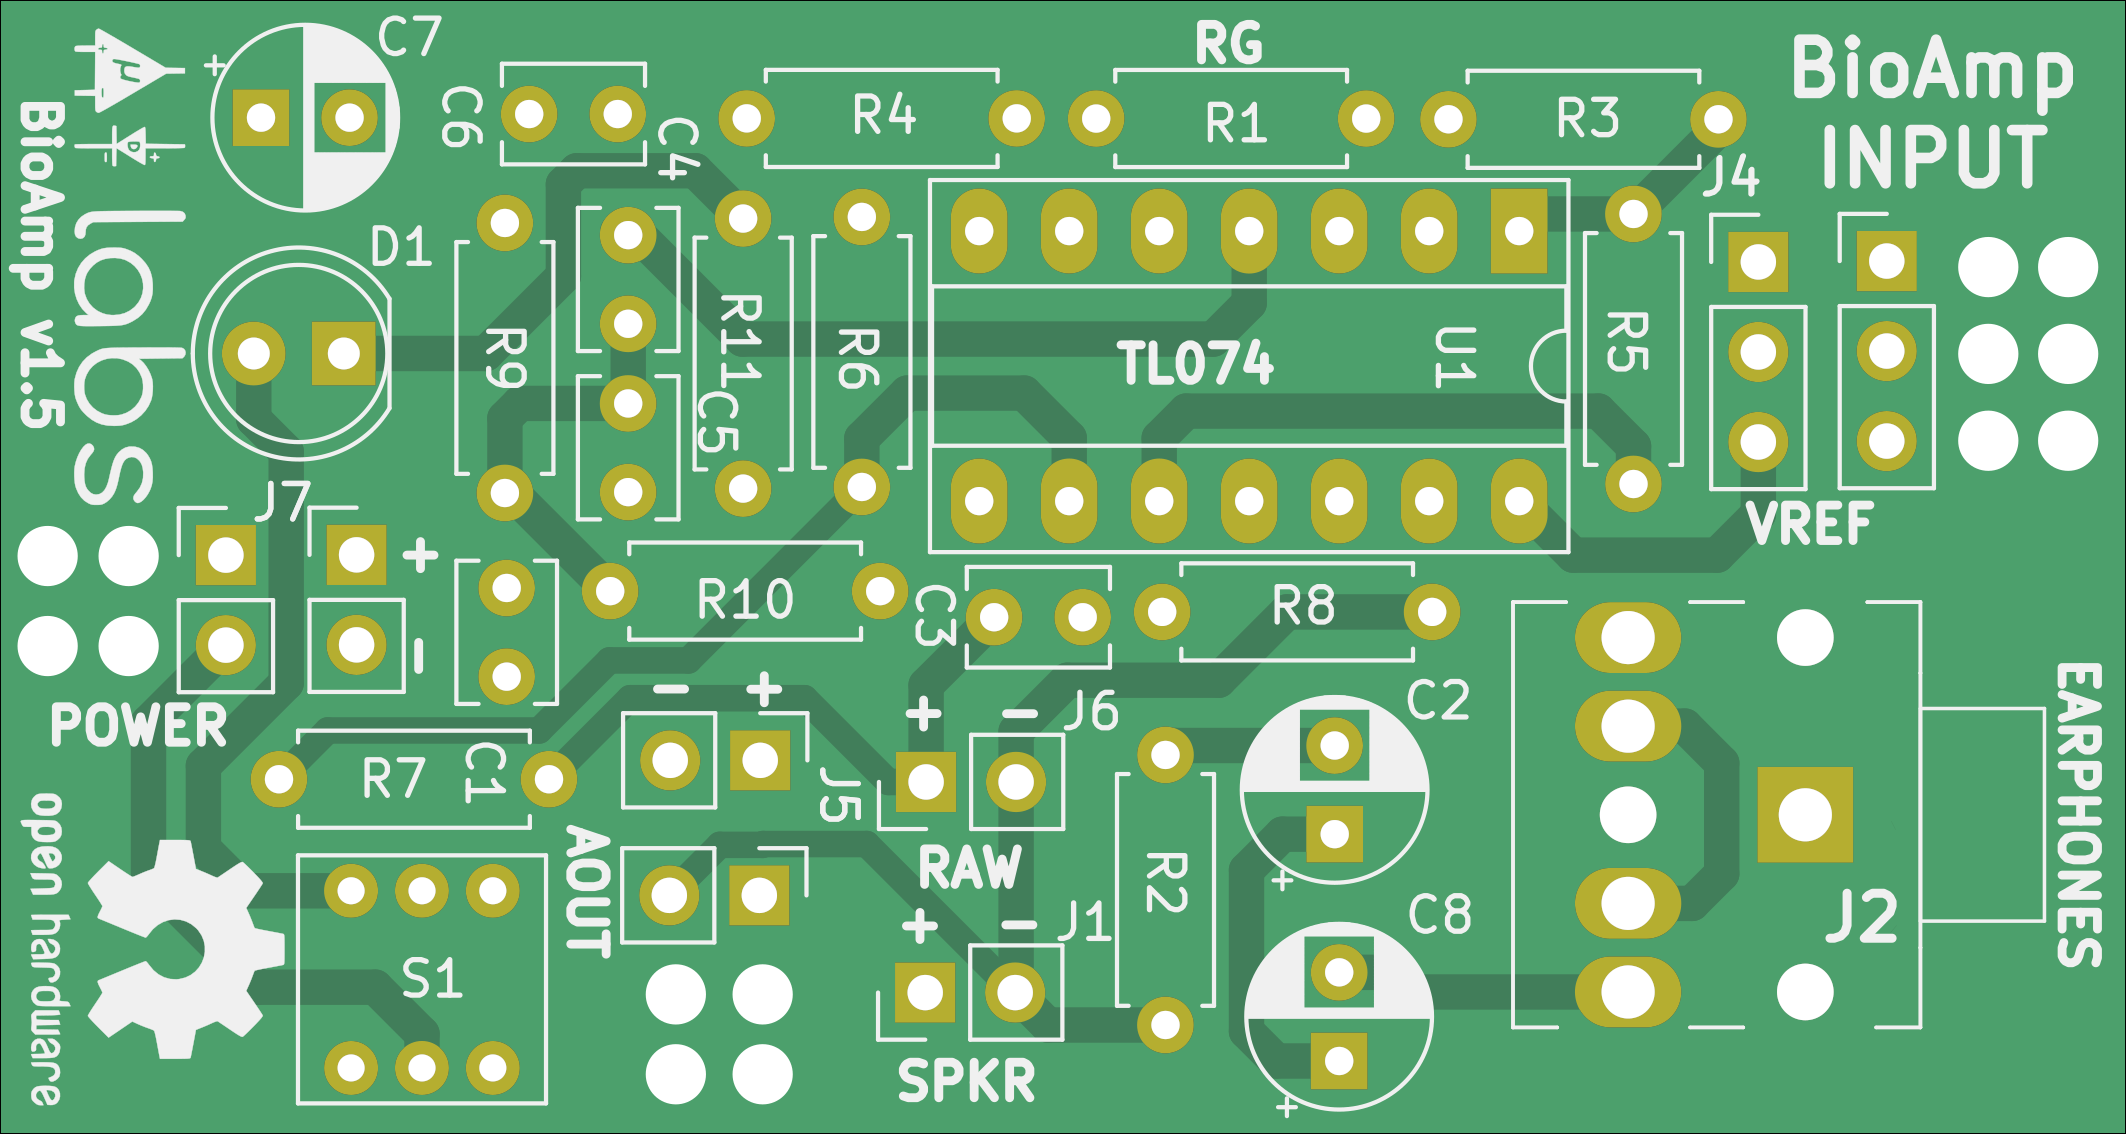 C7
RG
BioAmp
INPUT
C6
C4
R4
R1
R3
J4
+
μ
D
+
-
BioAmp v1.5
labs
D1
R9
R11
R6
TL074
U1
R5
C5
VREF
J7
+
-
R10
C3
R8
POWER
-
+
+
-
J6
C2
R7
C1
J5
AOUT
RAW
R2
+
EARPHONES
open hardware
S1
+
-
J1
C8
J2
SPKR
+